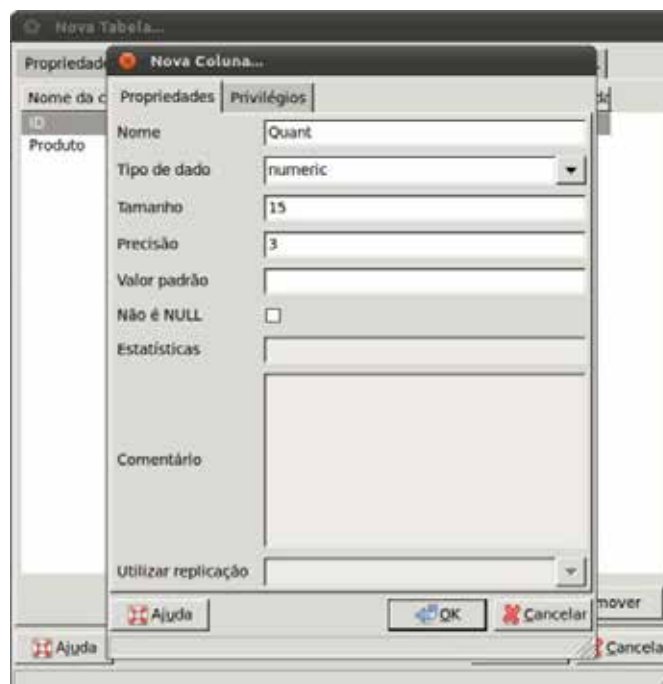 Nova Tabela...
Nova Coluna...
Propriedad
Nome da c
ID
Produto
Propriedades
Privilégios
Nome
Quant
Tipo de dado
numeric
Tamanho
15
Precisão
3
Valor padrão
Não é NULL
Estatísticas
Comentário
Utilizar replicação
Ajuda
OK
Cancelar
mover
Ajuda
Cancela